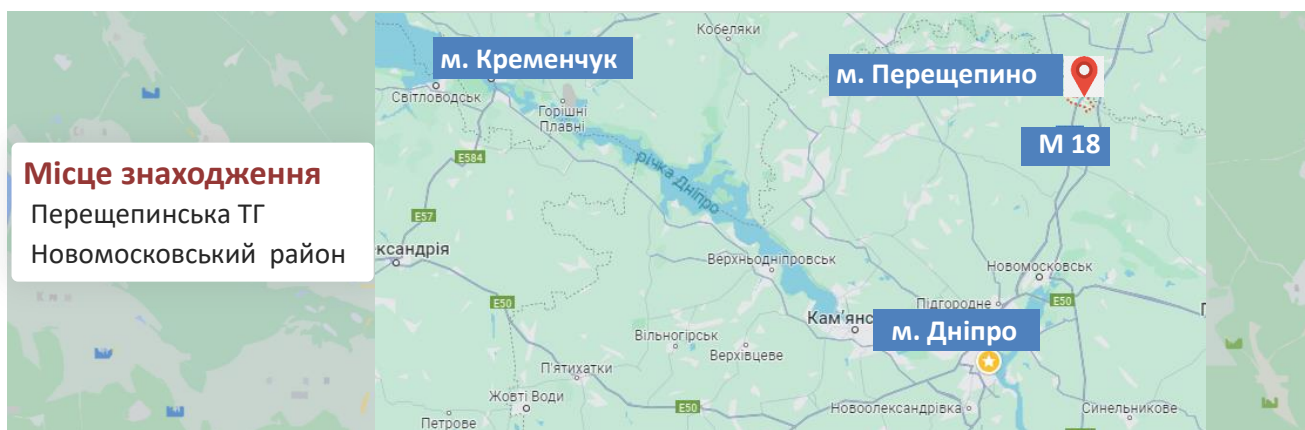 Кобеляки
м. Кременчук
м. Перещепино
Світловодськ
Горішні
Плавні
М 18
E584
річка Дніпро
Місце знаходження
Перещепинська ТГ
Новомосковський район
E57
ксандрія
Верхньодніпровськ
Новомосковськ
E50
Підгородне
E50
Кам'янс
м. Дніпро
Вільногірськ
Верхівцеве
П'ятихатки
Жовті Води
E50
Новоолександрівка
Синельникове
Петрове